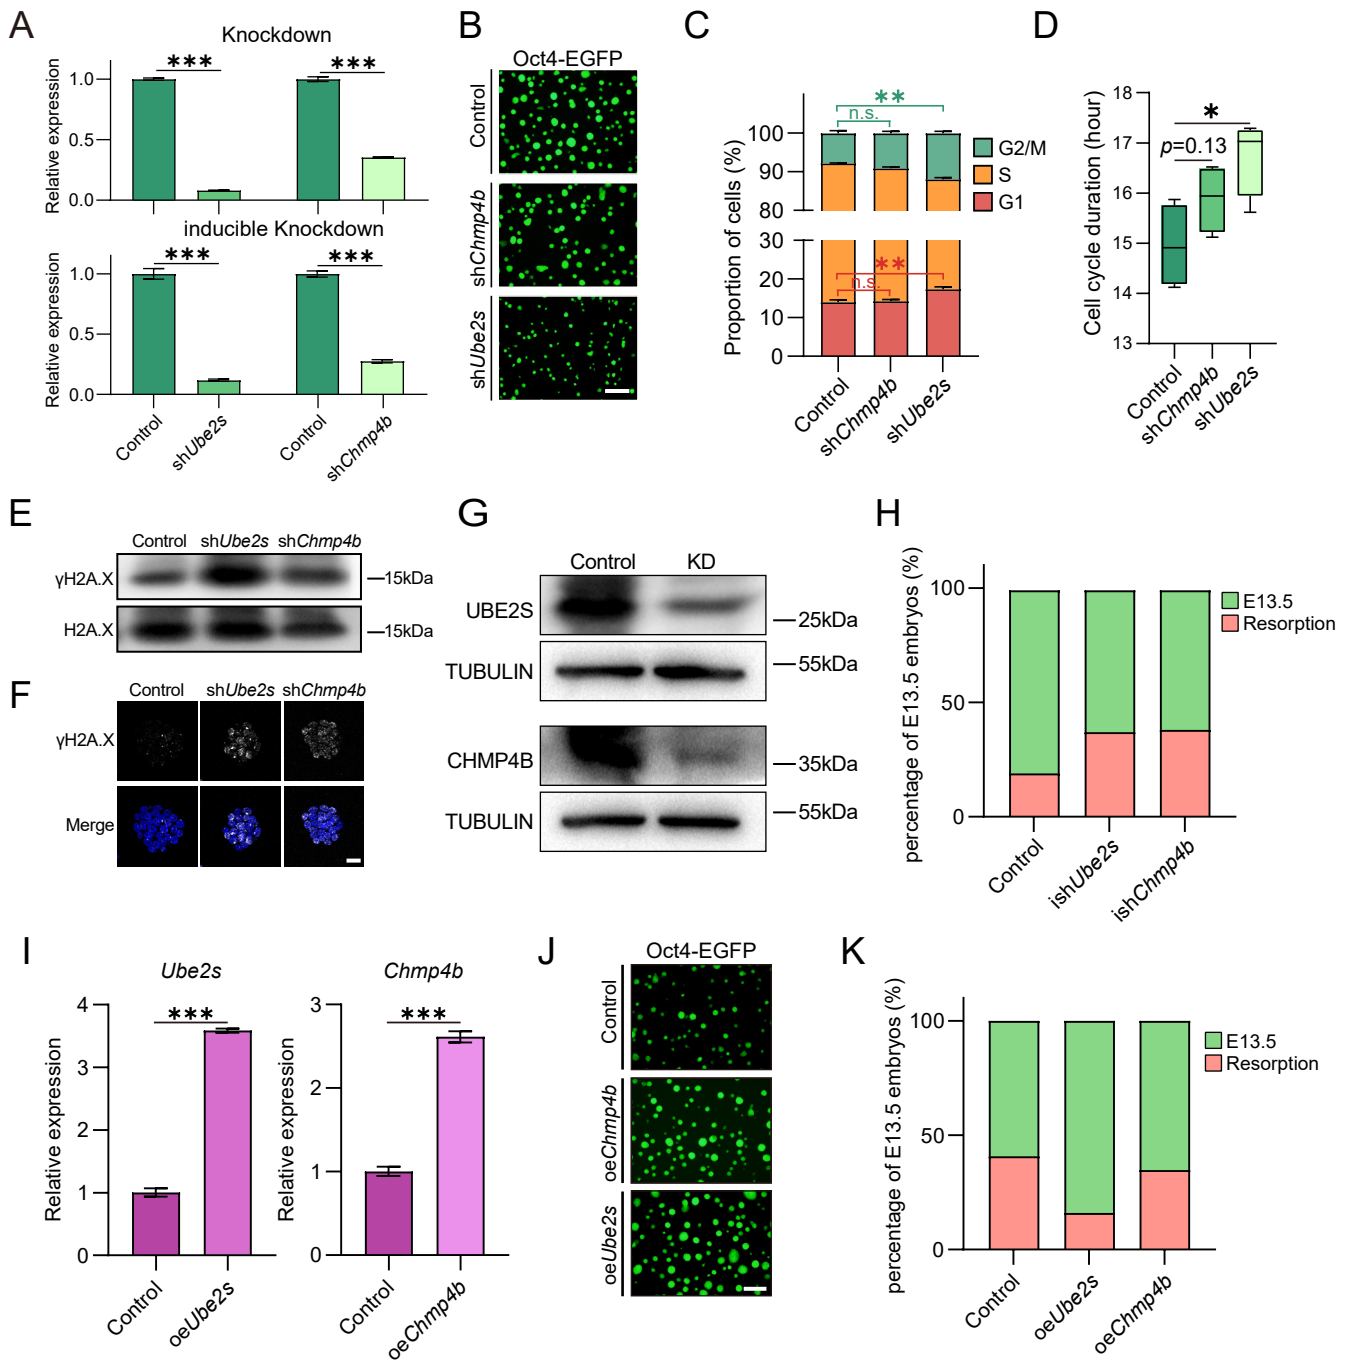 A
Knockdown
Relative expression
1.0
0.5
0.0
***
***
inducible Knockdown
Relative expression
1.0
0.5
0.0
***
***
Control
shUbe2s
Control
shChmp4b
B
Oct4-EGFP
Control
shChmp4b
shUbe2s
C
Proportion of cells (%)
100
90
80
30
20
10
0
**
n.s.
**
n.s.
G2/M
S
G1
Control
shChmp4b
shUbe2s
D
Cell cycle duration (hour)
18
17
16
15
14
13
*
p=0.13
Control
shChmp4b
shUbe2s
E
Control shUbe2s shChmp4b
γH2A.X
15kDa
H2A.X
15kDa
F
Control shUbe2s shChmp4b
γH2A.X
Merge
G
Control KD
UBE2S
25kDa
TUBULIN
55kDa
CHMP4B
35kDa
TUBULIN
55kDa
H
percentage of E13.5 embryos (%)
100
50
0
E13.5
Resorption
Control
ishUbe2s
ishChmp4b
I
Ube2s
Relative expression
4
3
2
1
0
***
Control
oeUbe2s
Chmp4b
Relative expression
3
2
1
0
***
Control
oeChmp4b
J
Oct4-EGFP
Control
oeChmp4b
oeUbe2s
K
percentage of E13.5 embryos (%)
100
50
0
E13.5
Resorption
Control
oeUbe2s
oeChmp4b